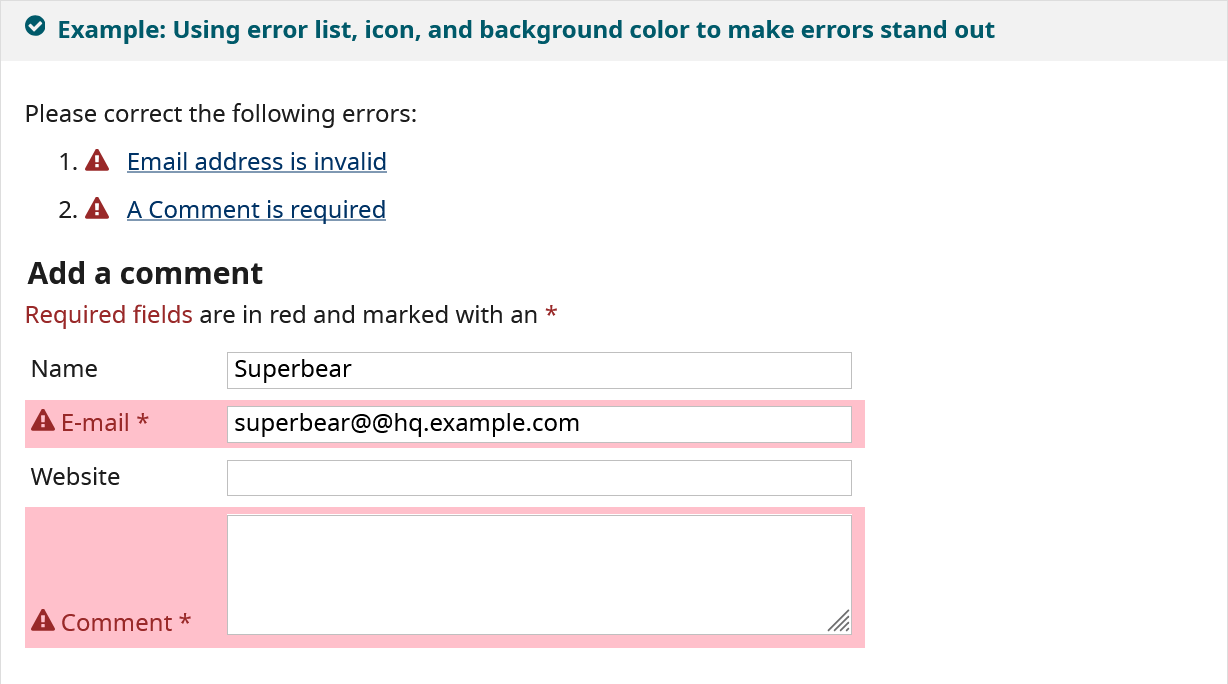 Example: Using error list, icon, and background color to make errors stand out
Please correct the following errors:
1. Email address is invalid
2. A Comment is required
Add a comment
Required fields are in red and marked with an *
Name Superbear
E-mail * superbear@@hq.example.com
Website
Comment *